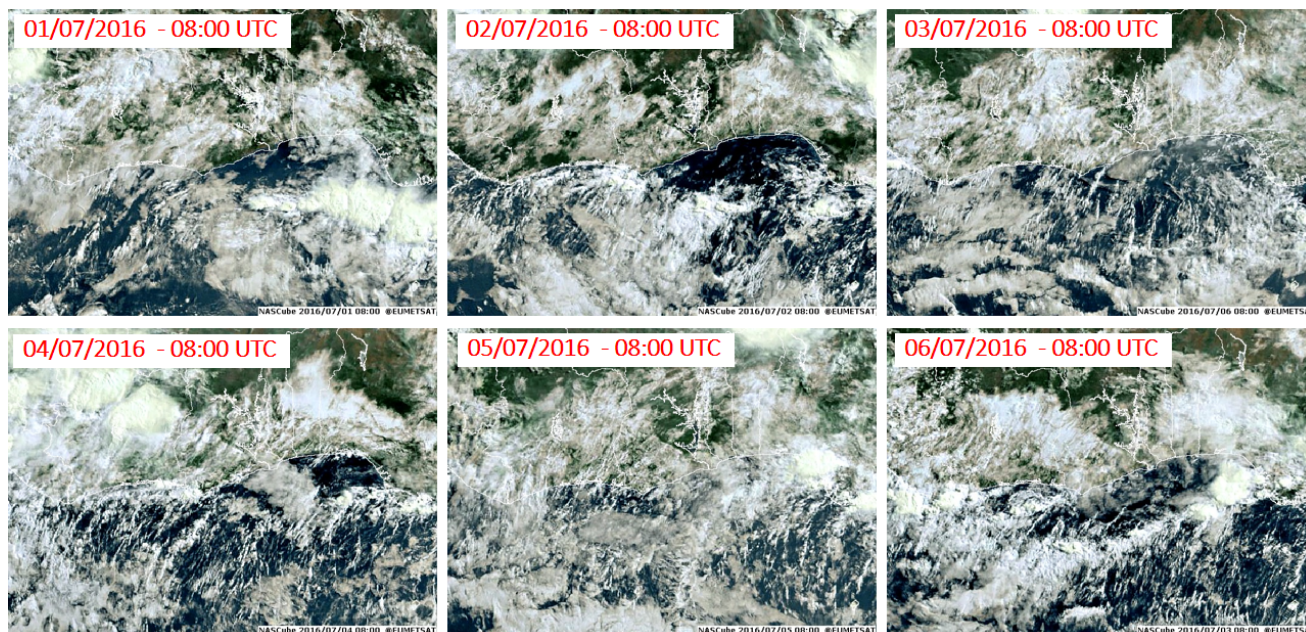 01/07/2016 - 08:00 UTC
02/07/2016 - 08:00 UTC
03/07/2016 - 08:00 UTC
NASCube 2016/07/01 08:00 @EUMETSAT
NASCube 2016/07/02 08:00 @EUMETSAT
NASCube 2016/07/06 08:00 @EUMETS
04/07/2016 - 08:00 UTC
05/07/2016 - 08:00 UTC
06/07/2016 - 08:00 UTC
NASCube 2016/07/04 08:00 @EUMETSAT
NASCube 2016/07/05 08:00 @EUMETSAT
NASCube 2016/07/03 08:00 @EUMETS